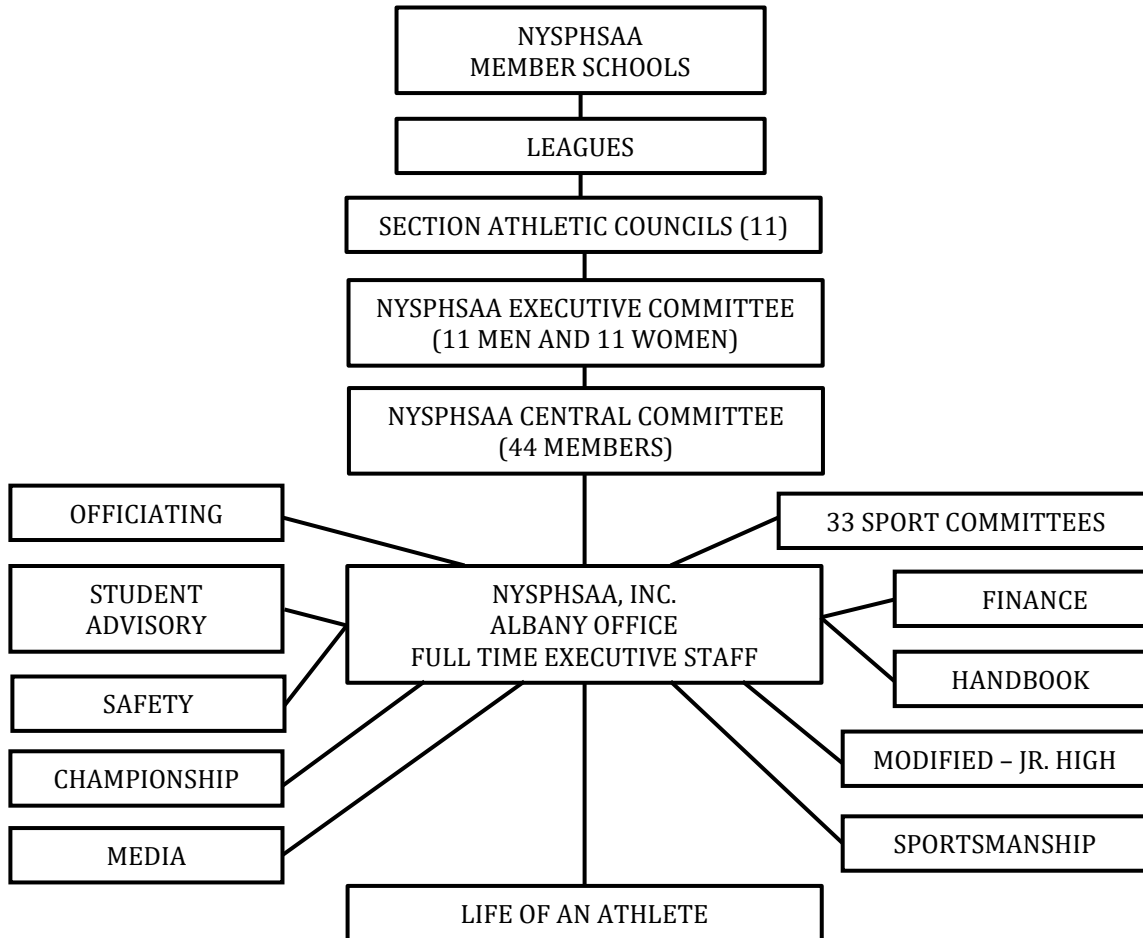 NYSPHSAA
MEMBER SCHOOLS
LEAGUES
SECTION ATHLETIC COUNCILS (11)
NYSPHSAA EXECUTIVE COMMITTEE
(11 MEN AND 11 WOMEN)
NYSPHSAA CENTRAL COMMITTEE
(44 MEMBERS)
OFFICIATING
33 SPORT COMMITTEES
STUDENT
ADVISORY
NYSPHSAA, INC.
ALBANY OFFICE
FULL TIME EXECUTIVE STAFF
FINANCE
SAFETY
HANDBOOK
CHAMPIONSHIP
MODIFIED – JR. HIGH
MEDIA
SPORTSMANSHIP
LIFE OF AN ATHLETE